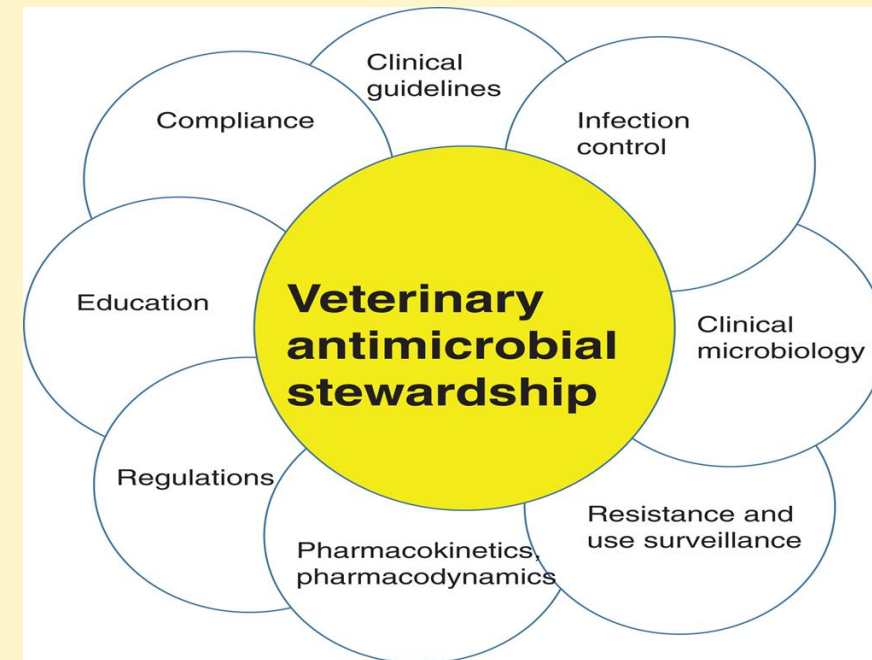 Clinical
guidelines
Compliance
Infection
control
Education
Veterinary
antimicrobial
stewardship
Clinical
microbiology
Regulations
Resistance and
use surveillance
Pharmacokinetics,
pharmacodynamics